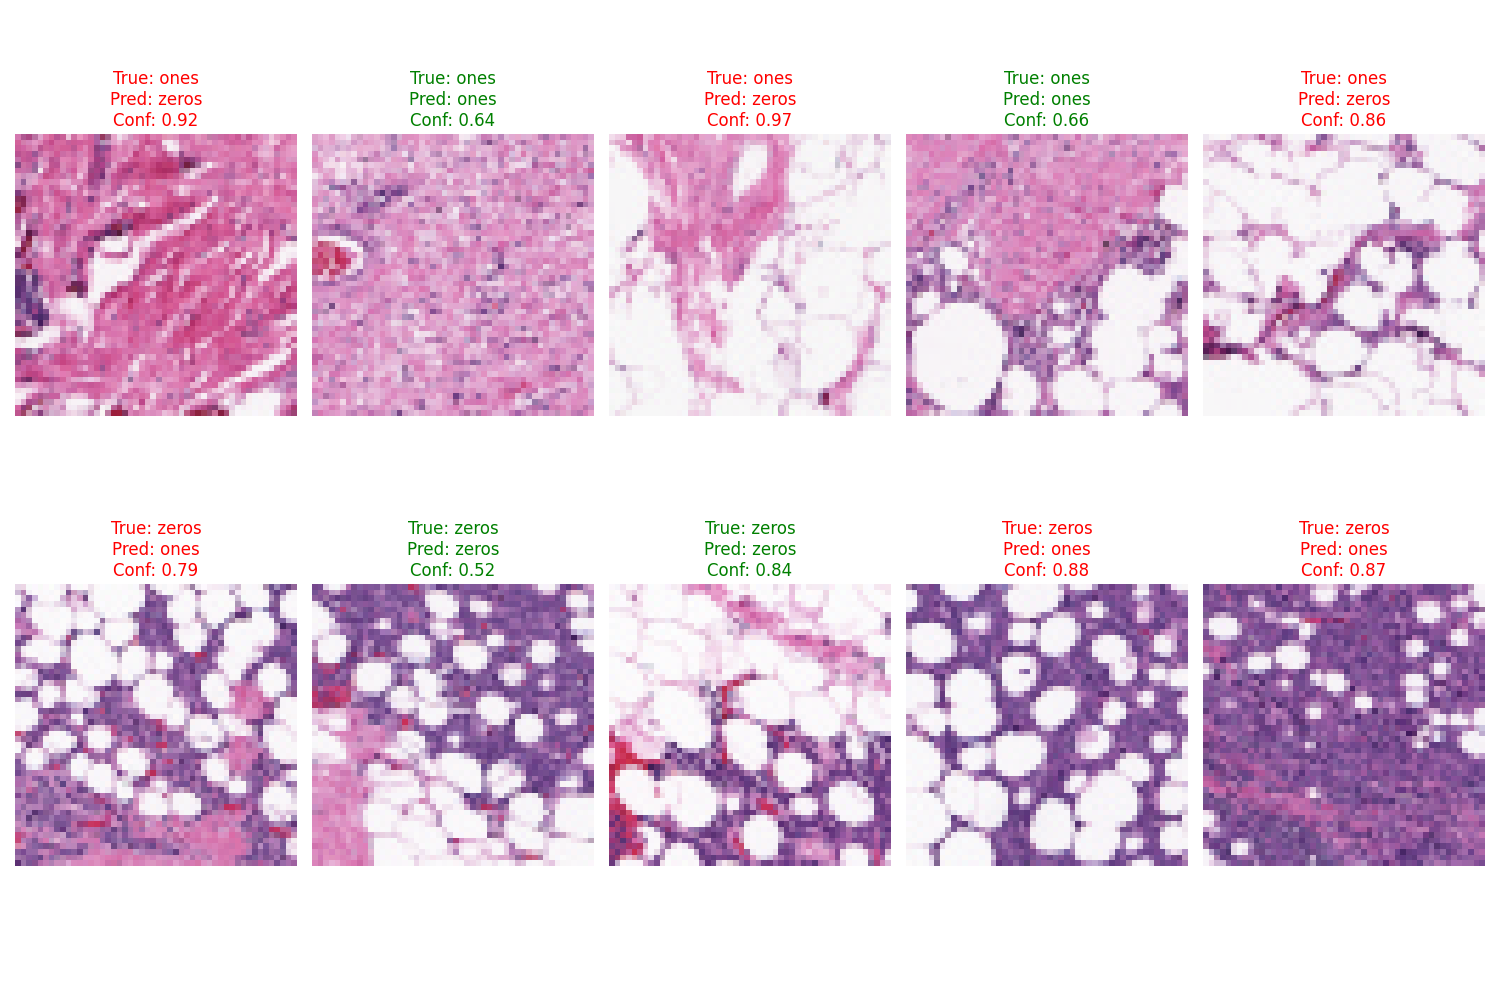 True: ones
Pred: zeros
Conf: 0.92
True: ones
Pred: ones
Conf: 0.64
True: ones
Pred: zeros
Conf: 0.97
True: ones
Pred: ones
Conf: 0.66
True: ones
Pred: zeros
Conf: 0.86
True: zeros
Pred: ones
Conf: 0.79
True: zeros
Pred: zeros
Conf: 0.52
True: zeros
Pred: zeros
Conf: 0.84
True: zeros
Pred: ones
Conf: 0.88
True: zeros
Pred: ones
Conf: 0.87